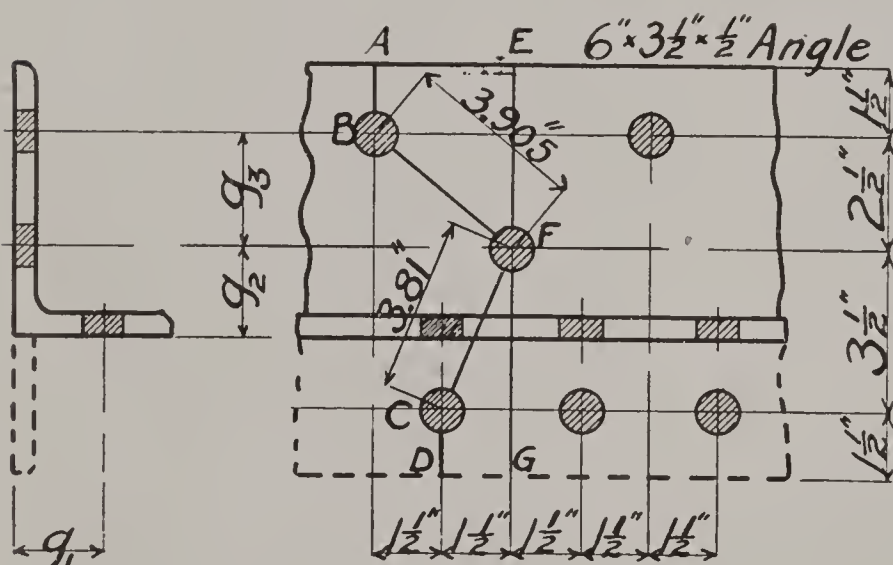 A
E
6"×3½"×½" Angle
1½"
B
3.905"
g₃
2½"
F
g₂
3.81"
3½"
C
D
G
1½"
1½" 1½" 1½" 1½" 1½"
g₁